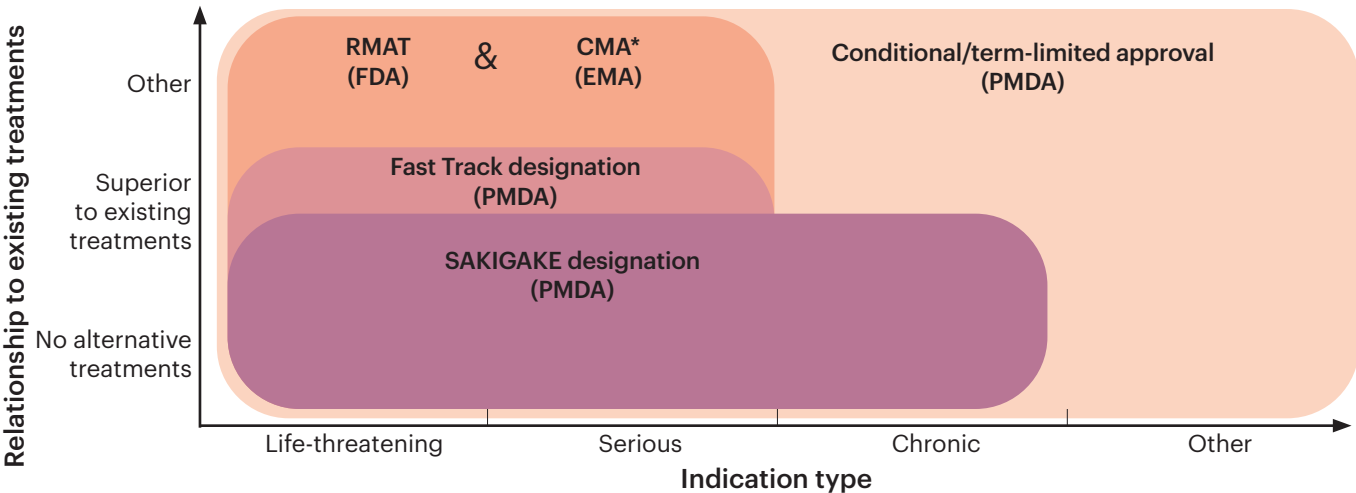 Relationship to existing treatments
Other
Superior
to existing
treatments
No alternative
treatments
RMAT
(FDA)
&
CMA*
(EMA)
Conditional/term-limited approval
(PMDA)
Fast Track designation
(PMDA)
SAKIGAKE designation
(PMDA)
Life-threatening
Serious
Chronic
Other
Indication type